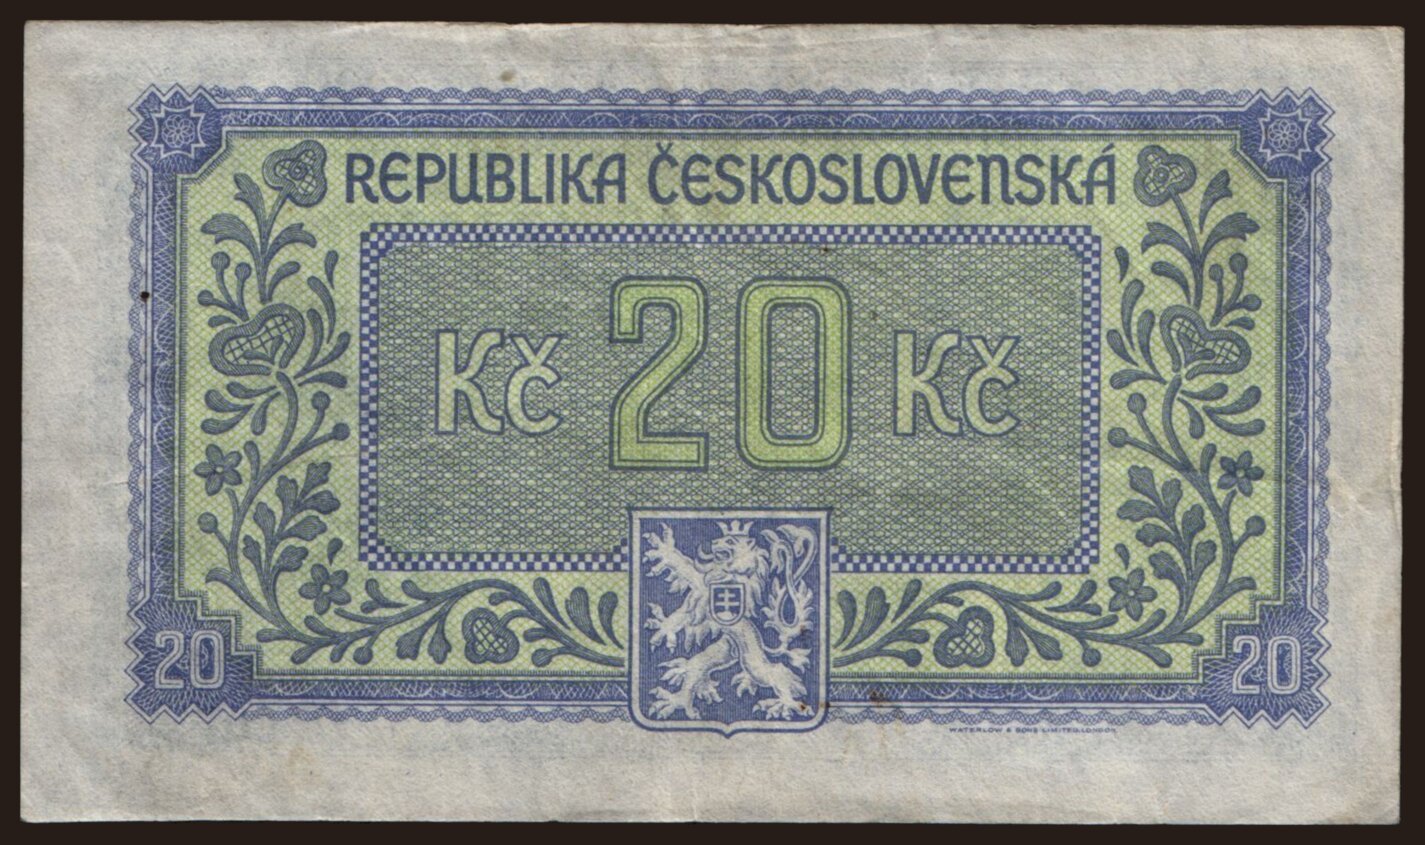 REPUBLIKA ČESKOSLOVENSKÁ
Kč 20 Kč
20 20
WATERLOW & SONS LIMITED, LONDON.